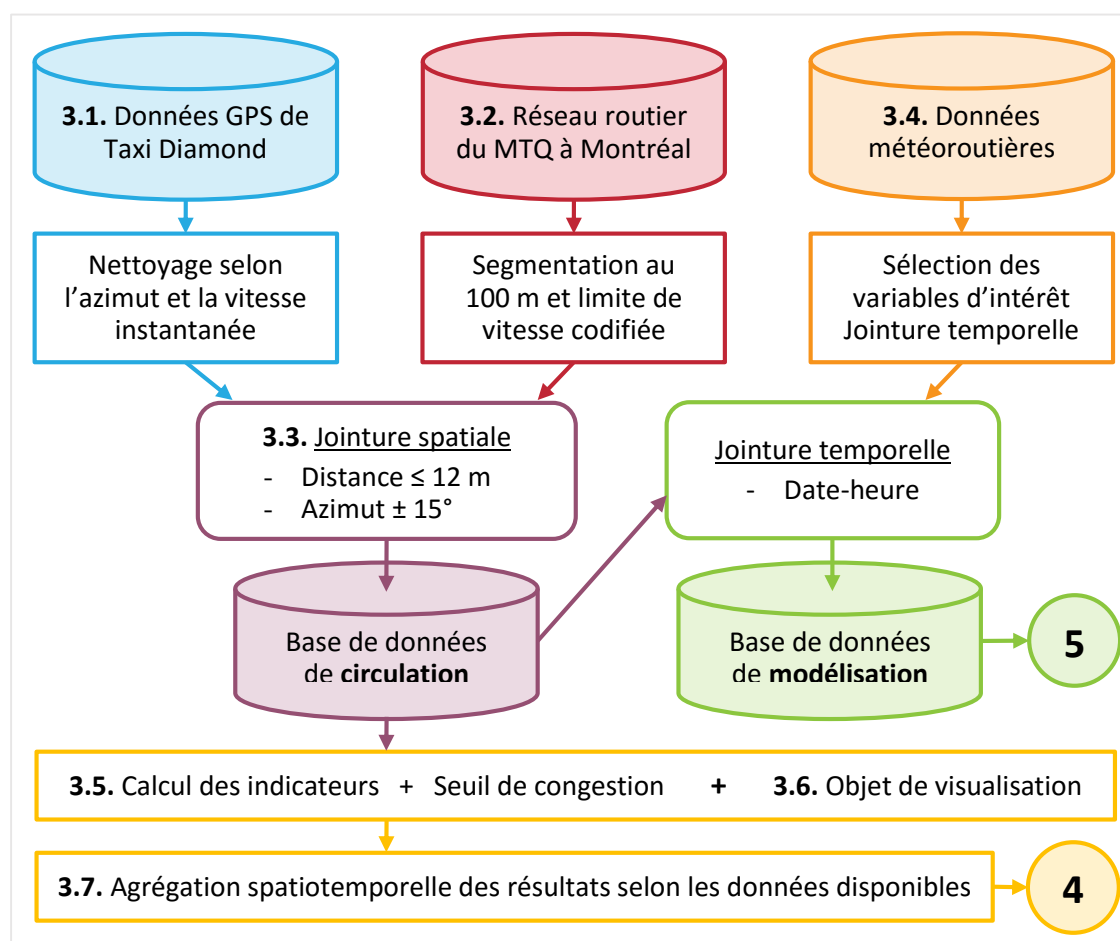 3.1. Données GPS de
Taxi Diamond
3.2. Réseau routier
du MTQ à Montréal
3.4. Données
météoroutières
Nettoyage selon
l'azimut et la vitesse
instantanée
Segmentation au
100 m et limite de
vitesse codifiée
Sélection des
variables d'intérêt
Jointure temporelle
3.3. Jointure spatiale
- Distance ≤ 12 m
- Azimut ± 15°
Jointure temporelle
- Date-heure
Base de données
de circulation
Base de données
de modélisation
5
3.5. Calcul des indicateurs + Seuil de congestion + 3.6. Objet de visualisation
3.7. Agrégation spatiotemporelle des résultats selon les données disponibles
4